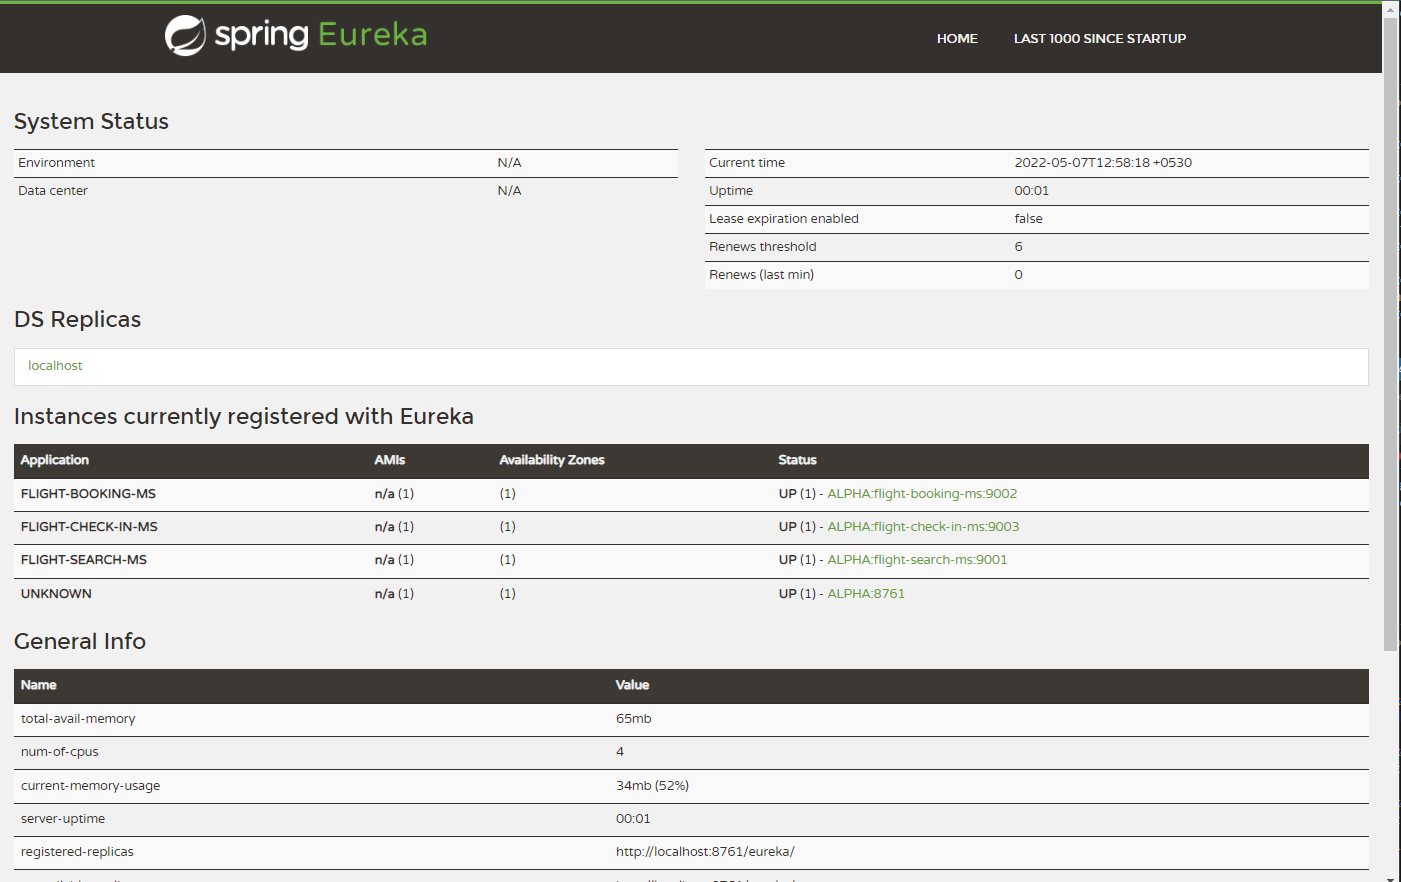 spring Eureka
HOME LAST 1000 SINCE STARTUP
System Status
Environment N/A
Data center N/A
Current time 2022-05-07T12:58:18 +0530
Uptime 00:01
Lease expiration enabled false
Renews threshold 6
Renews (last min) 0
DS Replicas
localhost
Instances currently registered with Eureka
Application AMIs Availability Zones Status
FLIGHT-BOOKING-MS n/a (1) (1) UP (1) - ALPHA:flight-booking-ms:9002
FLIGHT-CHECK-IN-MS n/a (1) (1) UP (1) - ALPHA:flight-check-in-ms:9003
FLIGHT-SEARCH-MS n/a (1) (1) UP (1) - ALPHA:flight-search-ms:9001
UNKNOWN n/a (1) (1) UP (1) - ALPHA:8761
General Info
Name Value
total-avail-memory 65mb
num-of-cpus 4
current-memory-usage 34mb (52%)
server-uptime 00:01
registered-replicas http://localhost:8761/eureka/